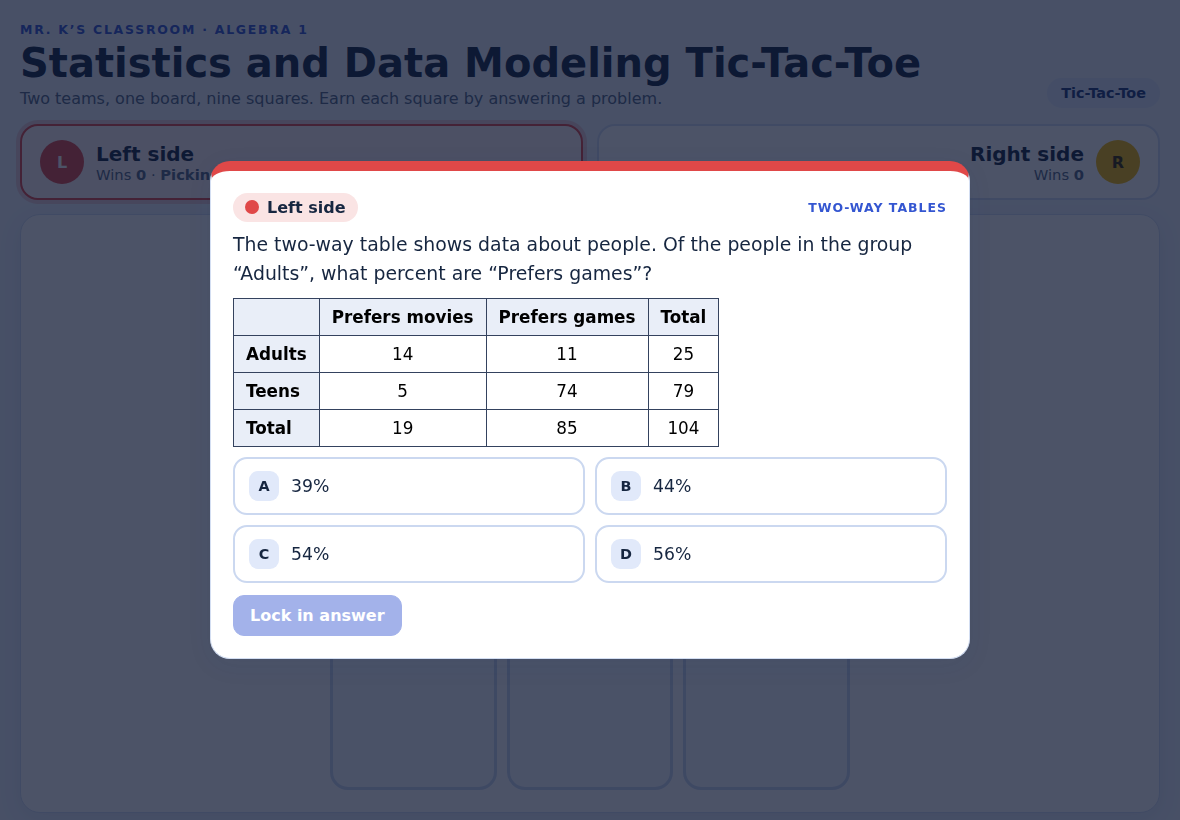 MR. K’S CLASSROOM · ALGEBRA 1
Statistics and Data Modeling Tic-Tac-Toe
Two teams, one board, nine squares. Earn each square by answering a problem.
Tic-Tac-Toe
L
Left side
Wins 0 · Pickin
Right side
Wins 0
R
Left side
TWO-WAY TABLES
The two-way table shows data about people. Of the people in the group
“Adults”, what percent are “Prefers games”?
Prefers movies Prefers games Total
Adults 14 11 25
Teens 5 74 79
Total 19 85 104
A 39%
B 44%
C 54%
D 56%
Lock in answer